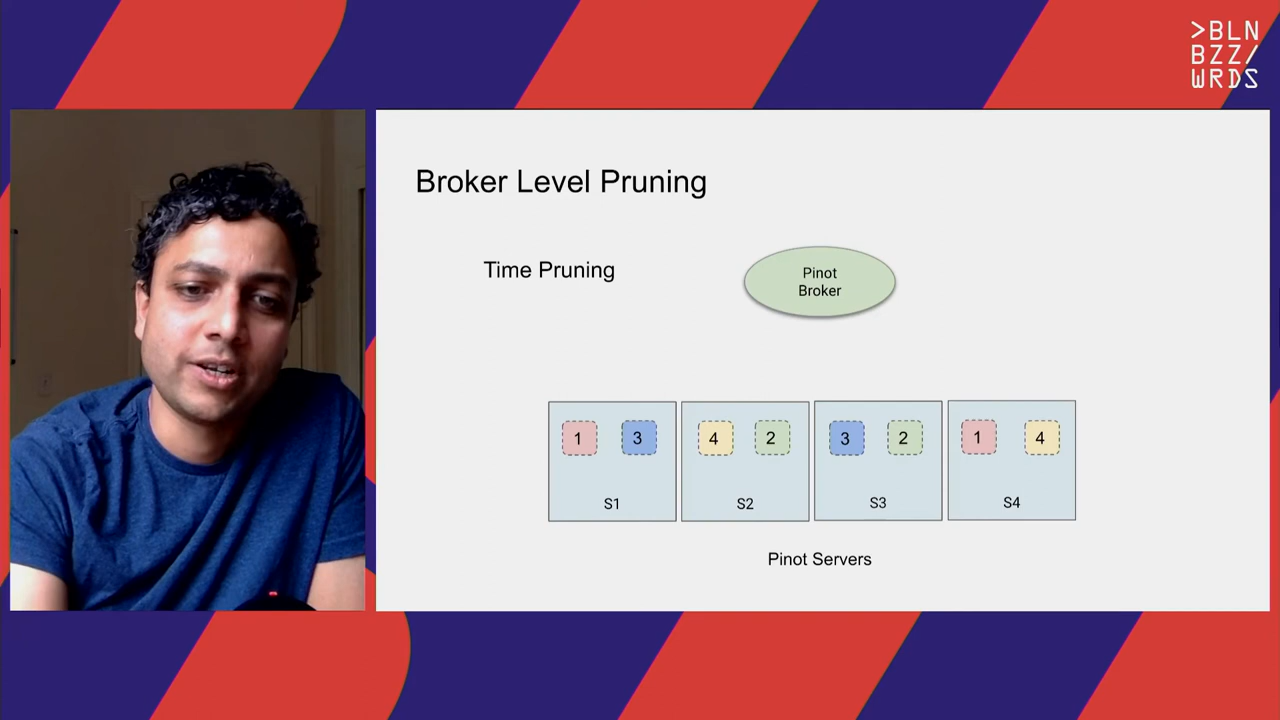 >BLN
BZZ/
WRDS
Broker Level Pruning
Time Pruning
Pinot
Broker
1 3 4 2 3 2 1 4
S1 S2 S3 S4
Pinot Servers